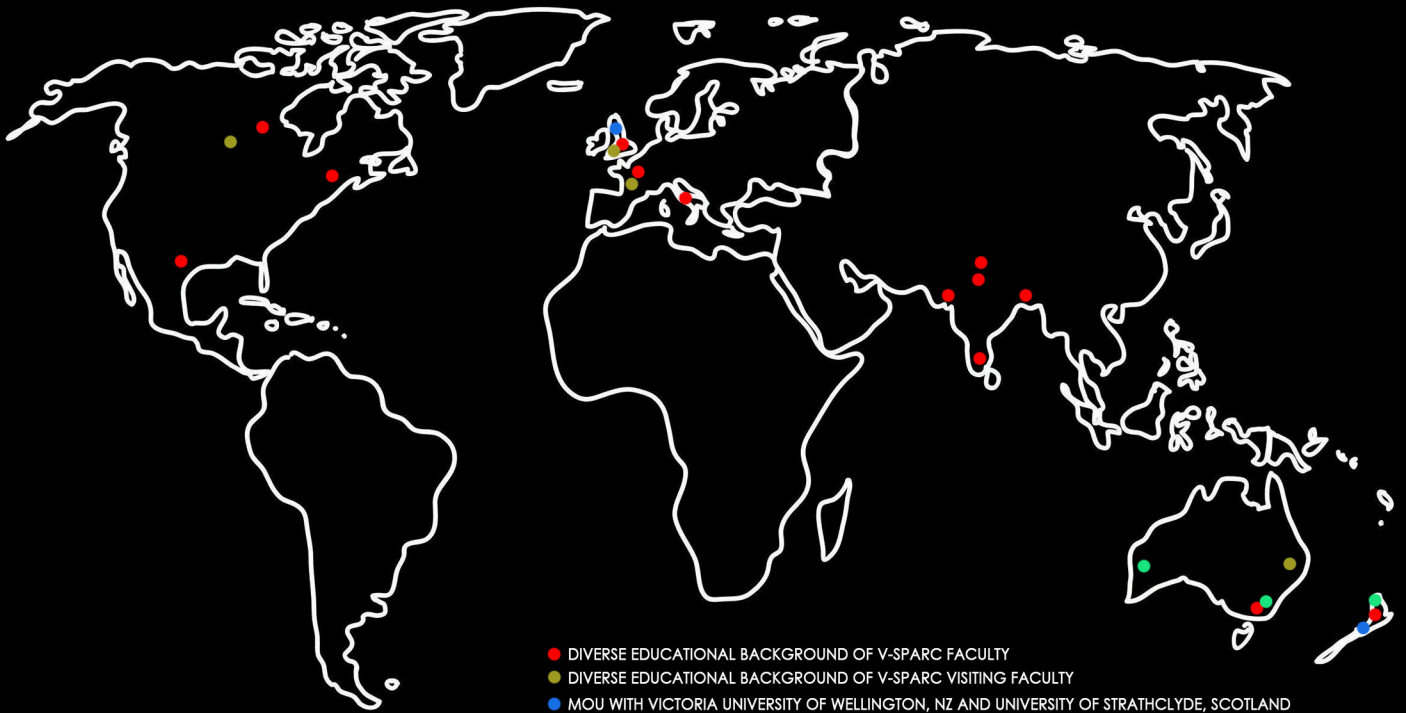 DIVERSE EDUCATIONAL BACKGROUND OF V-SPARC FACULTY
DIVERSE EDUCATIONAL BACKGROUND OF V-SPARC VISITING FACULTY
MOU WITH VICTORIA UNIVERSITY OF WELLINGTON, NZ AND UNIVERSITY OF STRATHCLYDE, SCOTLAND